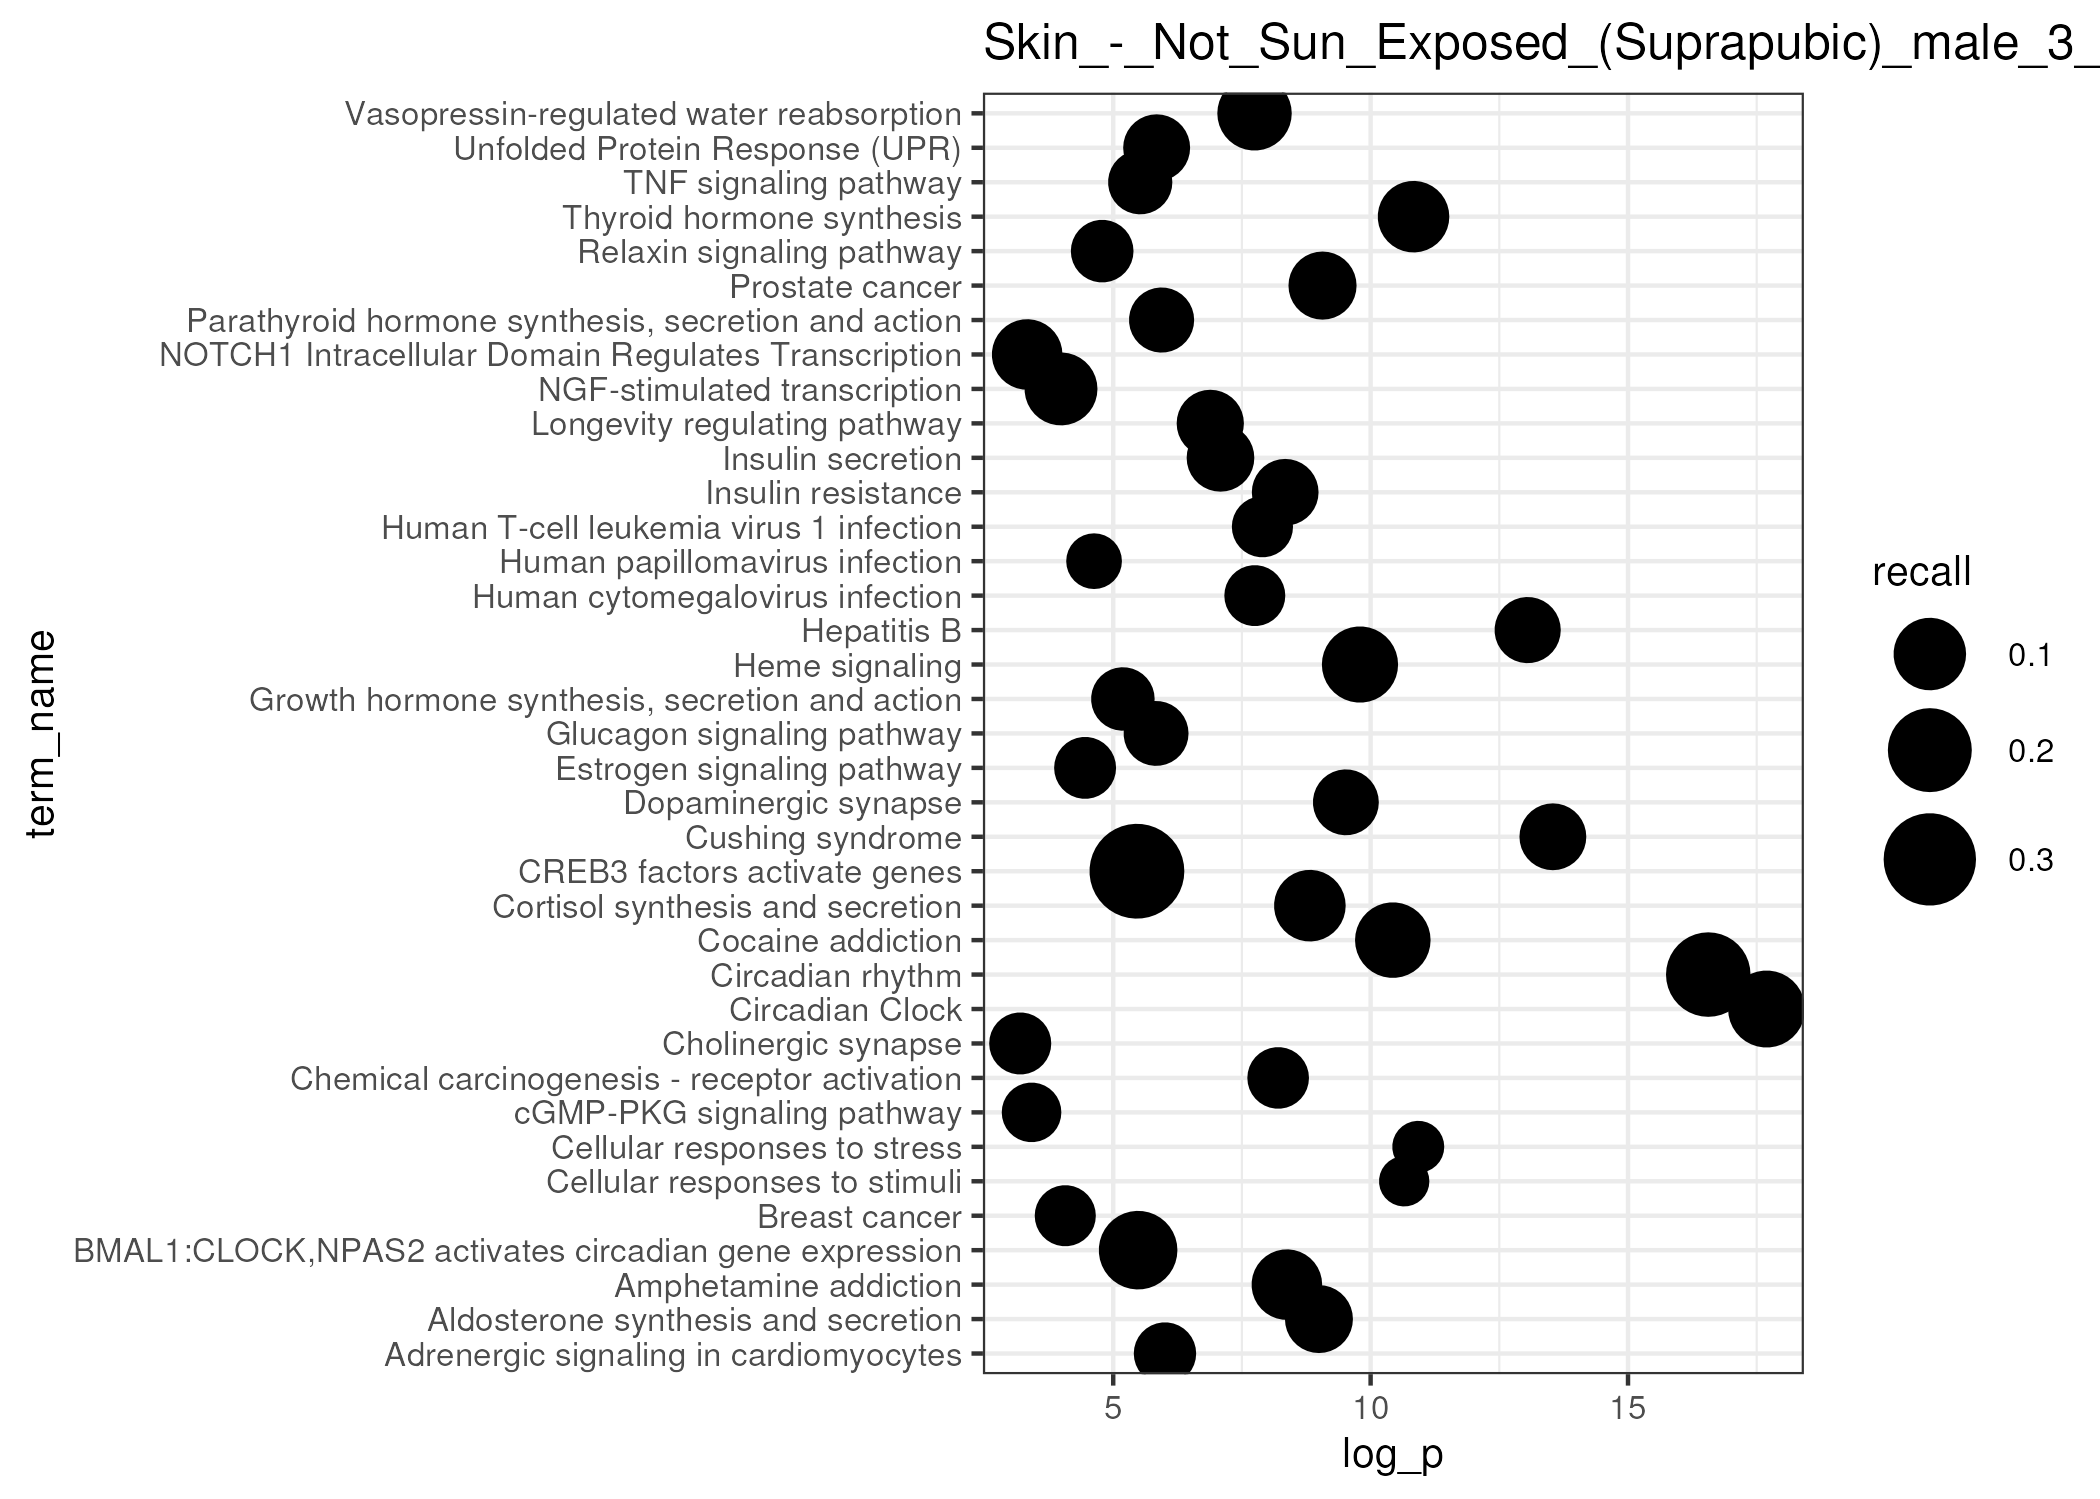 Skin_-_Not_Sun_Exposed_(Suprapubic)_male_3_
Vasopressin-regulated water reabsorption
Unfolded Protein Response (UPR)
TNF signaling pathway
Thyroid hormone synthesis
Relaxin signaling pathway
Prostate cancer
Parathyroid hormone synthesis, secretion and action
NOTCH1 Intracellular Domain Regulates Transcription
NGF-stimulated transcription
Longevity regulating pathway
Insulin secretion
Insulin resistance
Human T-cell leukemia virus 1 infection
Human papillomavirus infection
Human cytomegalovirus infection
Hepatitis B
Heme signaling
Growth hormone synthesis, secretion and action
Glucagon signaling pathway
Estrogen signaling pathway
Dopaminergic synapse
Cushing syndrome
CREB3 factors activate genes
Cortisol synthesis and secretion
Cocaine addiction
Circadian rhythm
Circadian Clock
Cholinergic synapse
Chemical carcinogenesis - receptor activation
cGMP-PKG signaling pathway
Cellular responses to stress
Cellular responses to stimuli
Breast cancer
BMAL1:CLOCK,NPAS2 activates circadian gene expression
Amphetamine addiction
Aldosterone synthesis and secretion
Adrenergic signaling in cardiomyocytes
term_name
5 10 15
log_p
recall
0.1
0.2
0.3